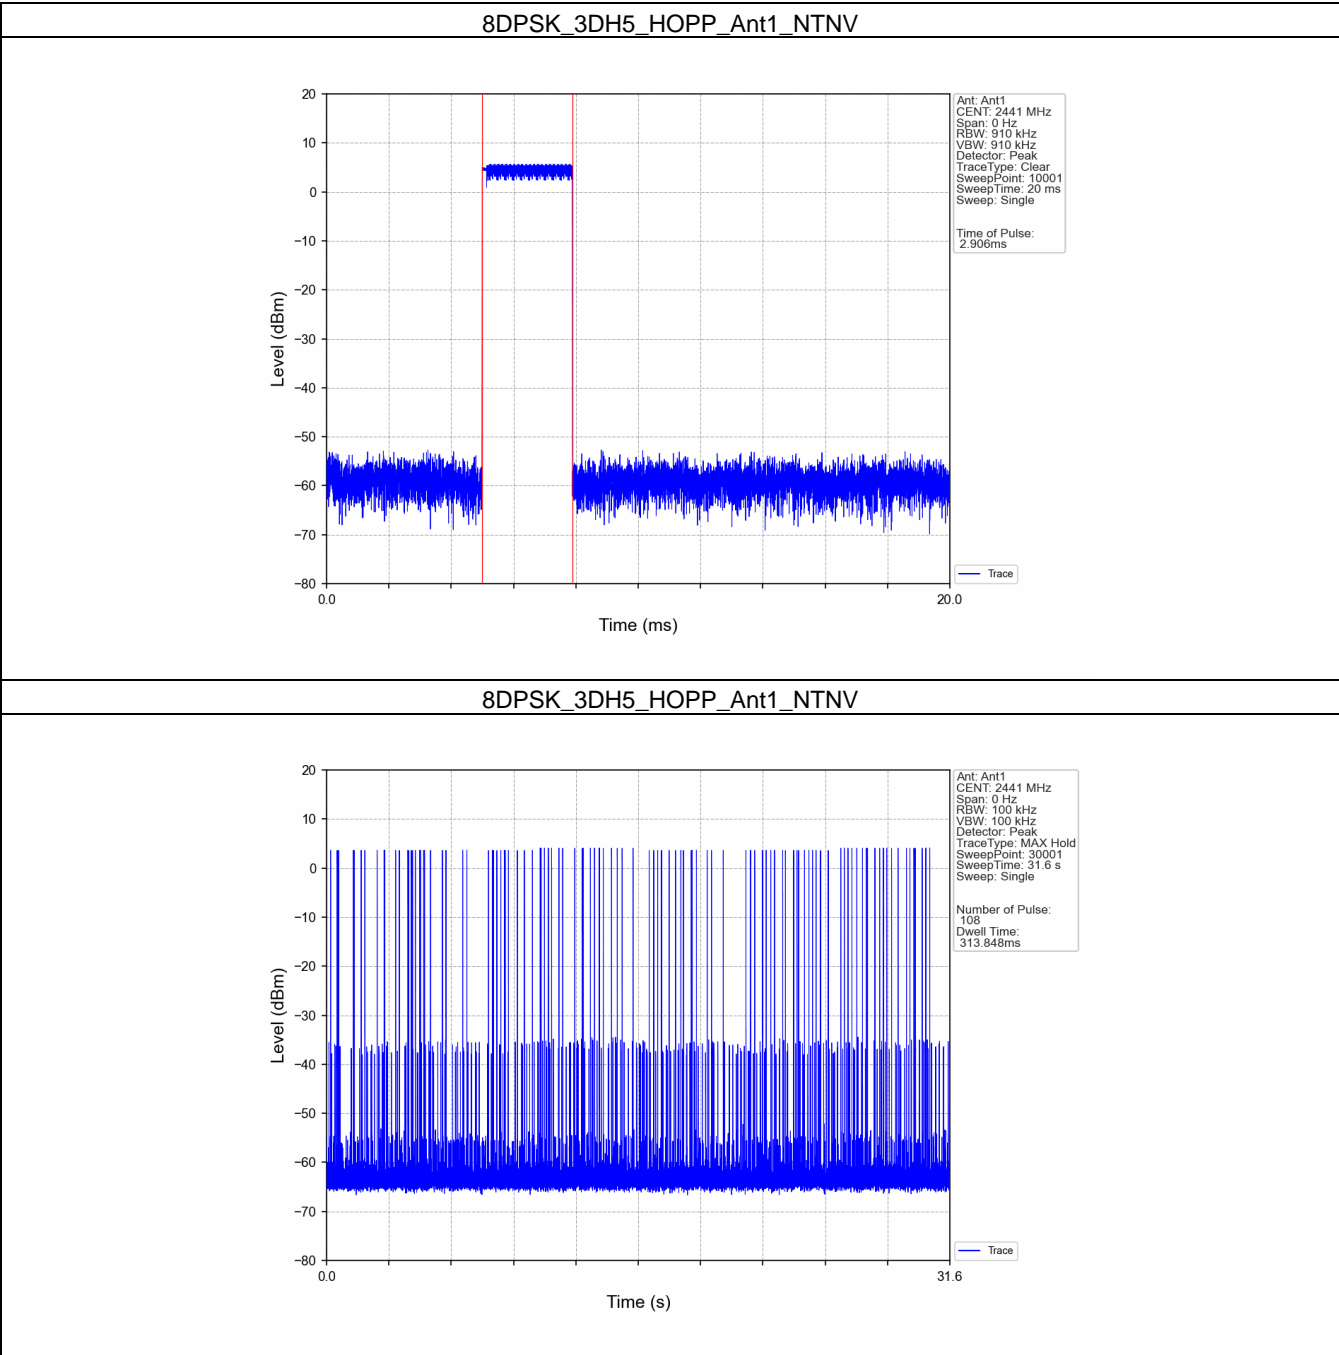 8DPSK_3DH5_HOPP_Ant1_NTNV
20
10
0
−10
−20
−30
−40
−50
−60
−70
−80
Level (dBm)
0.0
20.0
Time (ms)
Ant: Ant1
CENT: 2441 MHz
Span: 0 Hz
RBW: 910 kHz
VBW: 910 kHz
Detector: Peak
TraceType: Clear
SweepPoint: 10001
SweepTime: 20 ms
Sweep: Single
Time of Pulse:
2.906ms
Trace
8DPSK_3DH5_HOPP_Ant1_NTNV
20
10
0
−10
−20
−30
−40
−50
−60
−70
−80
Level (dBm)
0.0
31.6
Time (s)
Ant: Ant1
CENT: 2441 MHz
Span: 0 Hz
RBW: 100 kHz
VBW: 100 kHz
Detector: Peak
TraceType: MAX Hold
SweepPoint: 30001
SweepTime: 31.6 s
Sweep: Single
Number of Pulse:
108
Dwell Time:
313.848ms
Trace